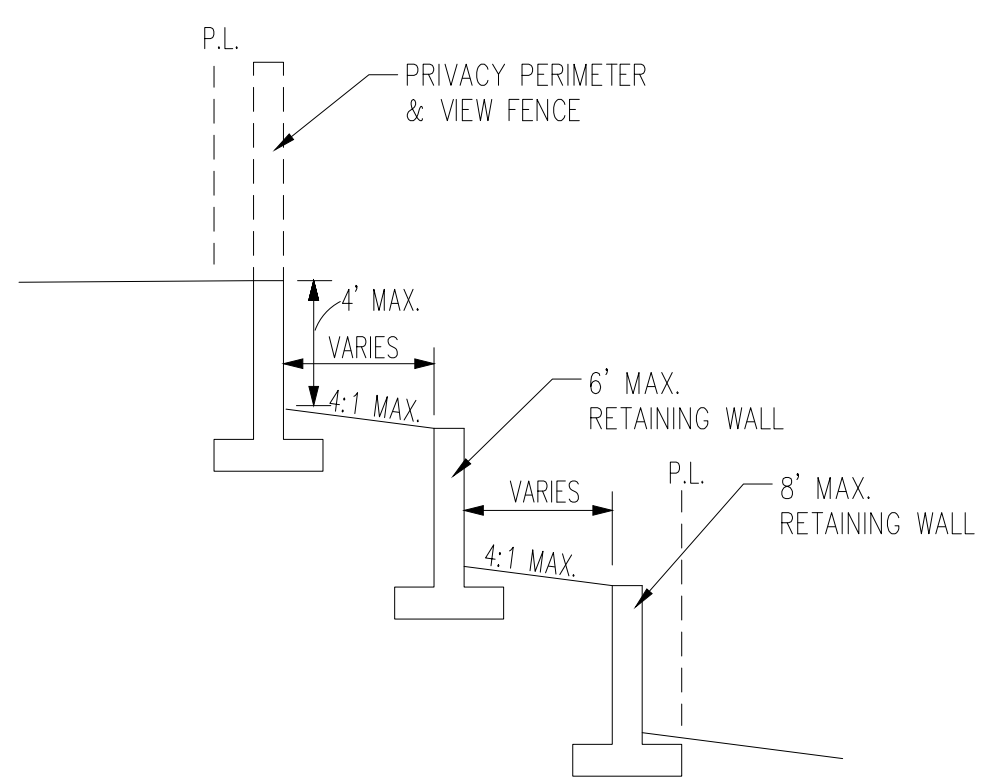 P.L.
PRIVACY PERIMETER
& VIEW FENCE
4' MAX.
VARIES
4:1 MAX.
6' MAX.
RETAINING WALL
P.L.
8' MAX.
RETAINING WALL
VARIES
4:1 MAX.